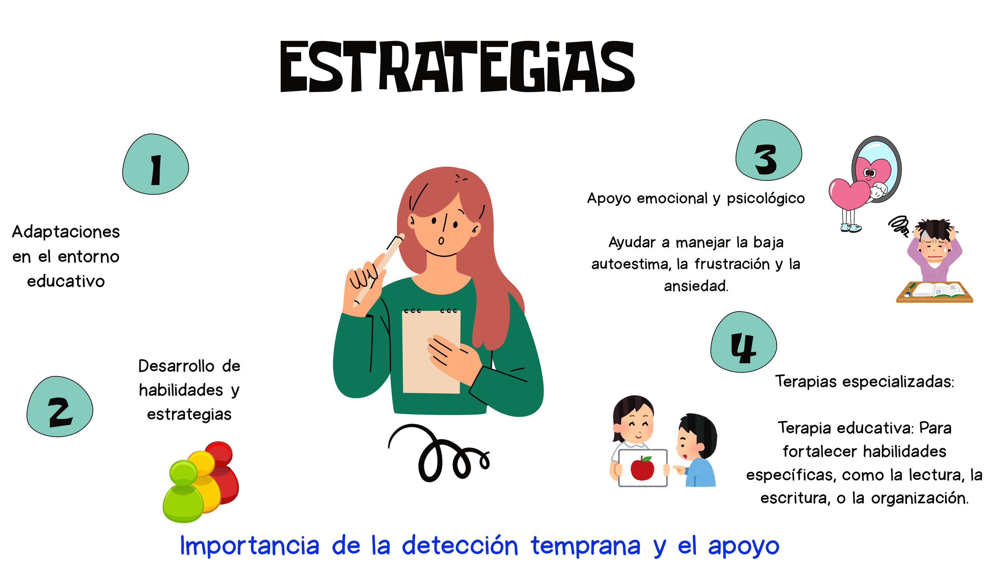 ESTRATEGIAS
1
Adaptaciones
en el entorno
educativo
2
Desarrollo de
habilidades y
estrategias
3
Apoyo emocional y psicológico
Ayudar a manejar la baja
autoestima, la frustración y la
ansiedad.
4
Terapias especializadas:
Terapia educativa: Para
fortalecer habilidades
específicas, como la lectura, la
escritura, o la organización.
Importancia de la detección temprana y el apoyo